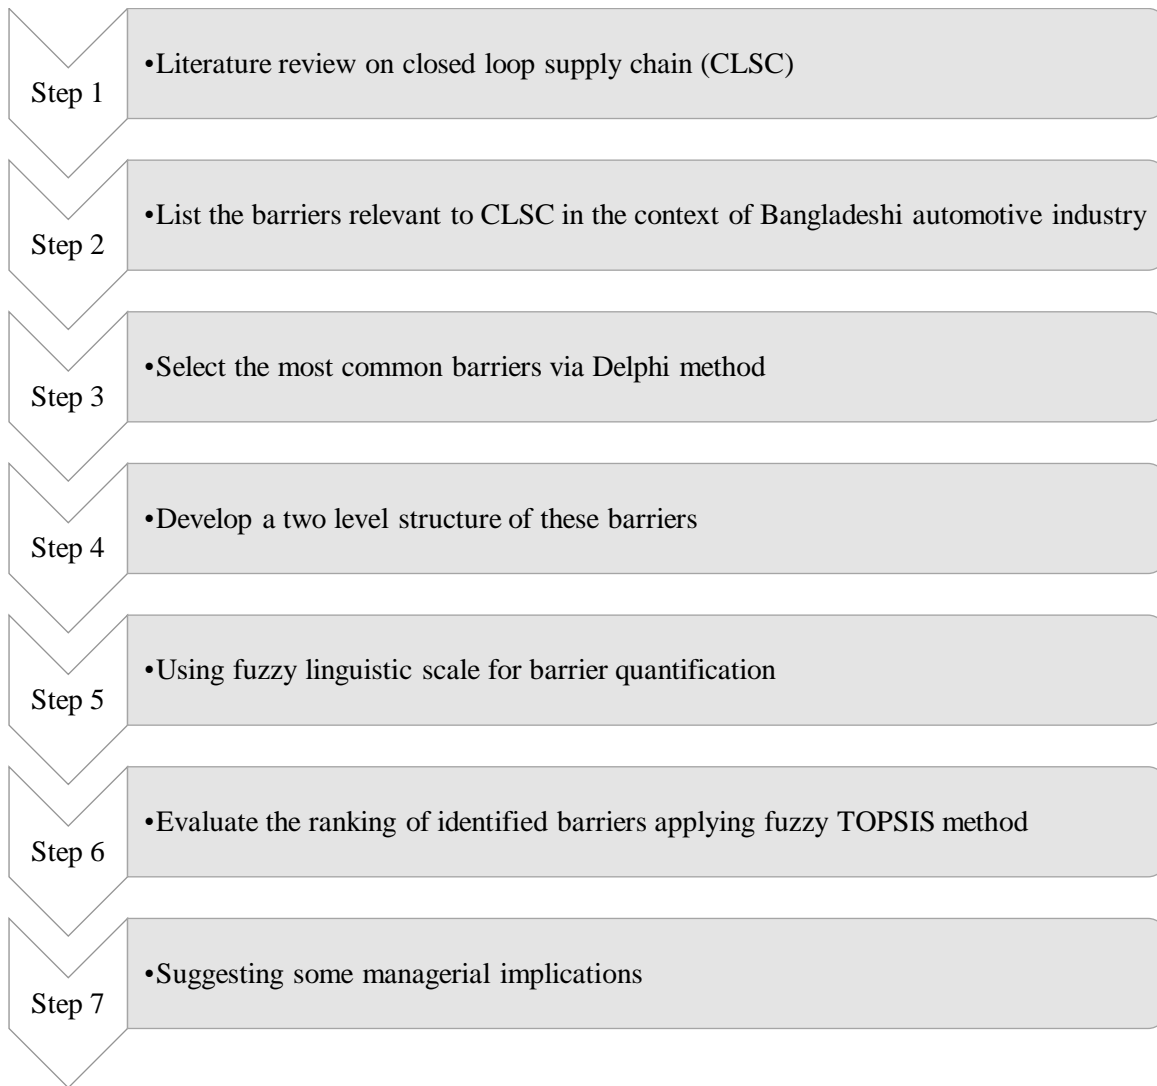 Step 1
•Literature review on closed loop supply chain (CLSC)
Step 2
•List the barriers relevant to CLSC in the context of Bangladeshi automotive industry
Step 3
•Select the most common barriers via Delphi method
Step 4
•Develop a two level structure of these barriers
Step 5
•Using fuzzy linguistic scale for barrier quantification
Step 6
•Evaluate the ranking of identified barriers applying fuzzy TOPSIS method
Step 7
•Suggesting some managerial implications